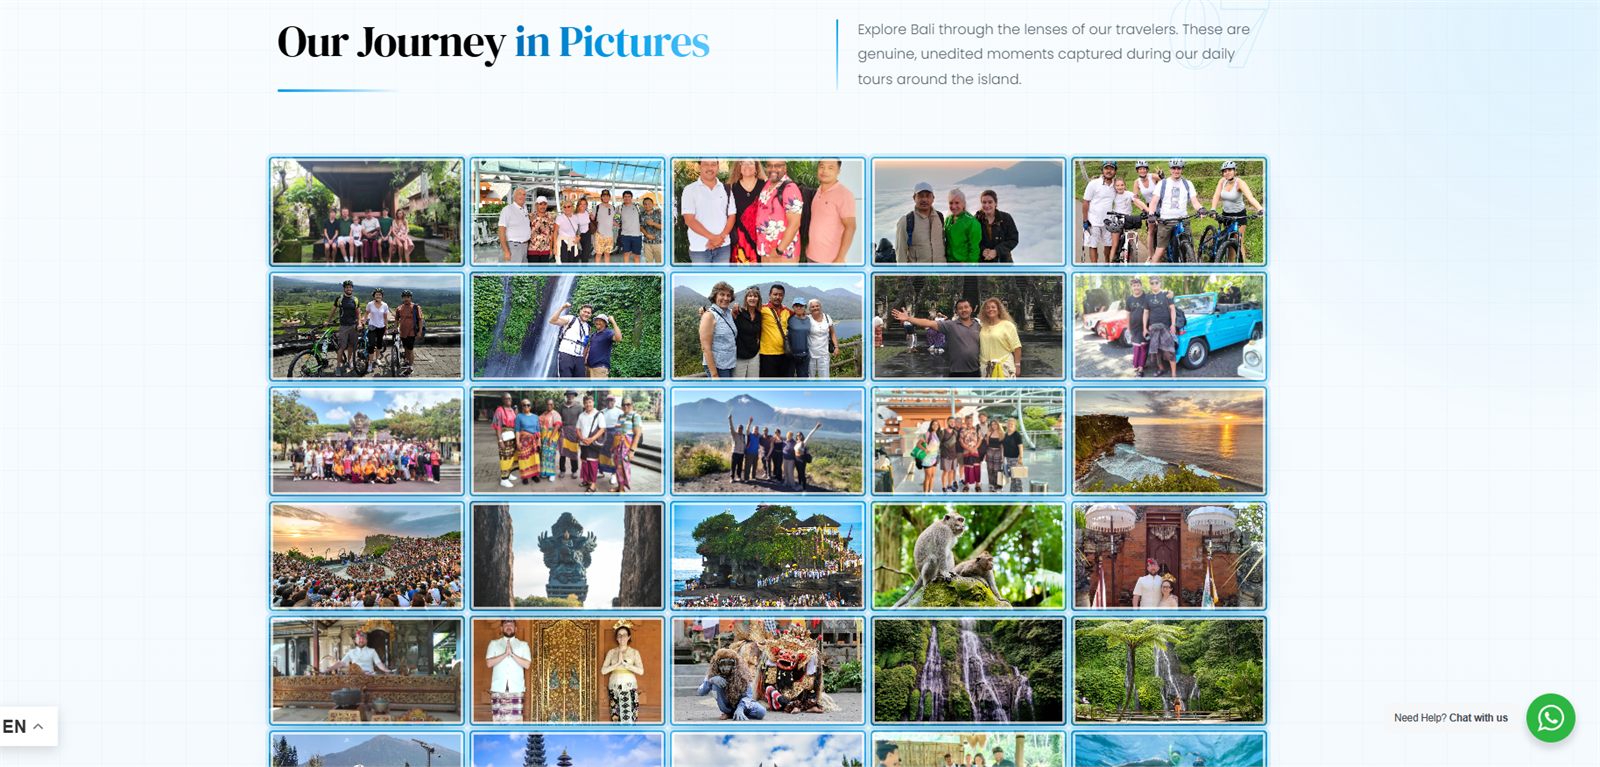 07
Our Journey in Pictures
Explore Bali through the lenses of our travelers. These are
genuine, unedited moments captured during our daily
tours around the island.
EN
Need Help? Chat with us